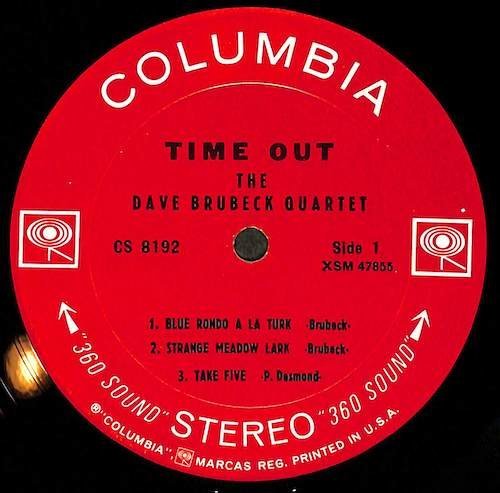 COLUMBIA
TIME OUT
THE
DAVE BRUBECK QUARTET
CS 8192
Side 1
XSM 47855
1. BLUE RONDO A LA TURK -Brubeck-
2. STRANGE MEADOW LARK -Brubeck-
3. TAKE FIVE -P. Desmond-
"360 SOUND" STEREO "360 SOUND"
® "COLUMBIA", MARCAS REG. PRINTED IN U.S.A.